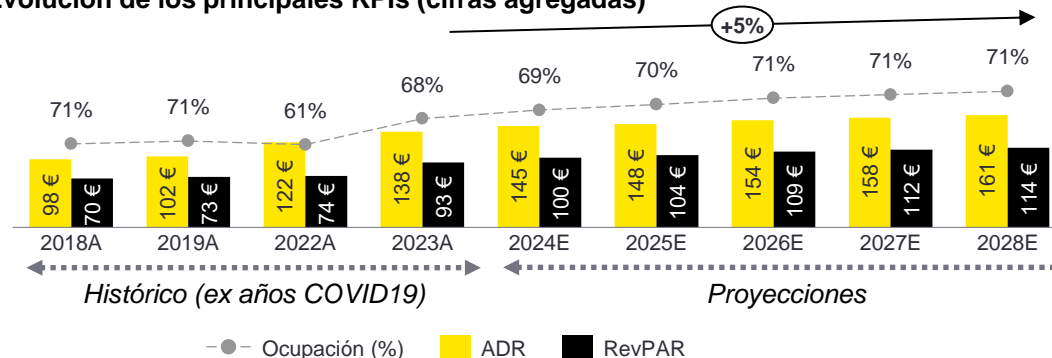 Evolución de los principales KPIs (cifras agregadas)
+5%
71% 71% 61% 68% 69% 70% 71% 71% 71%
98 € 70 € 102 € 73 € 122 € 74 € 138 € 93 € 145 € 100 € 148 € 104 € 154 € 109 € 158 € 112 € 161 € 114 €
2018A 2019A 2022A 2023A 2024E 2025E 2026E 2027E 2028E
Histórico (ex años COVID19) Proyecciones
Ocupación (%) ADR RevPAR